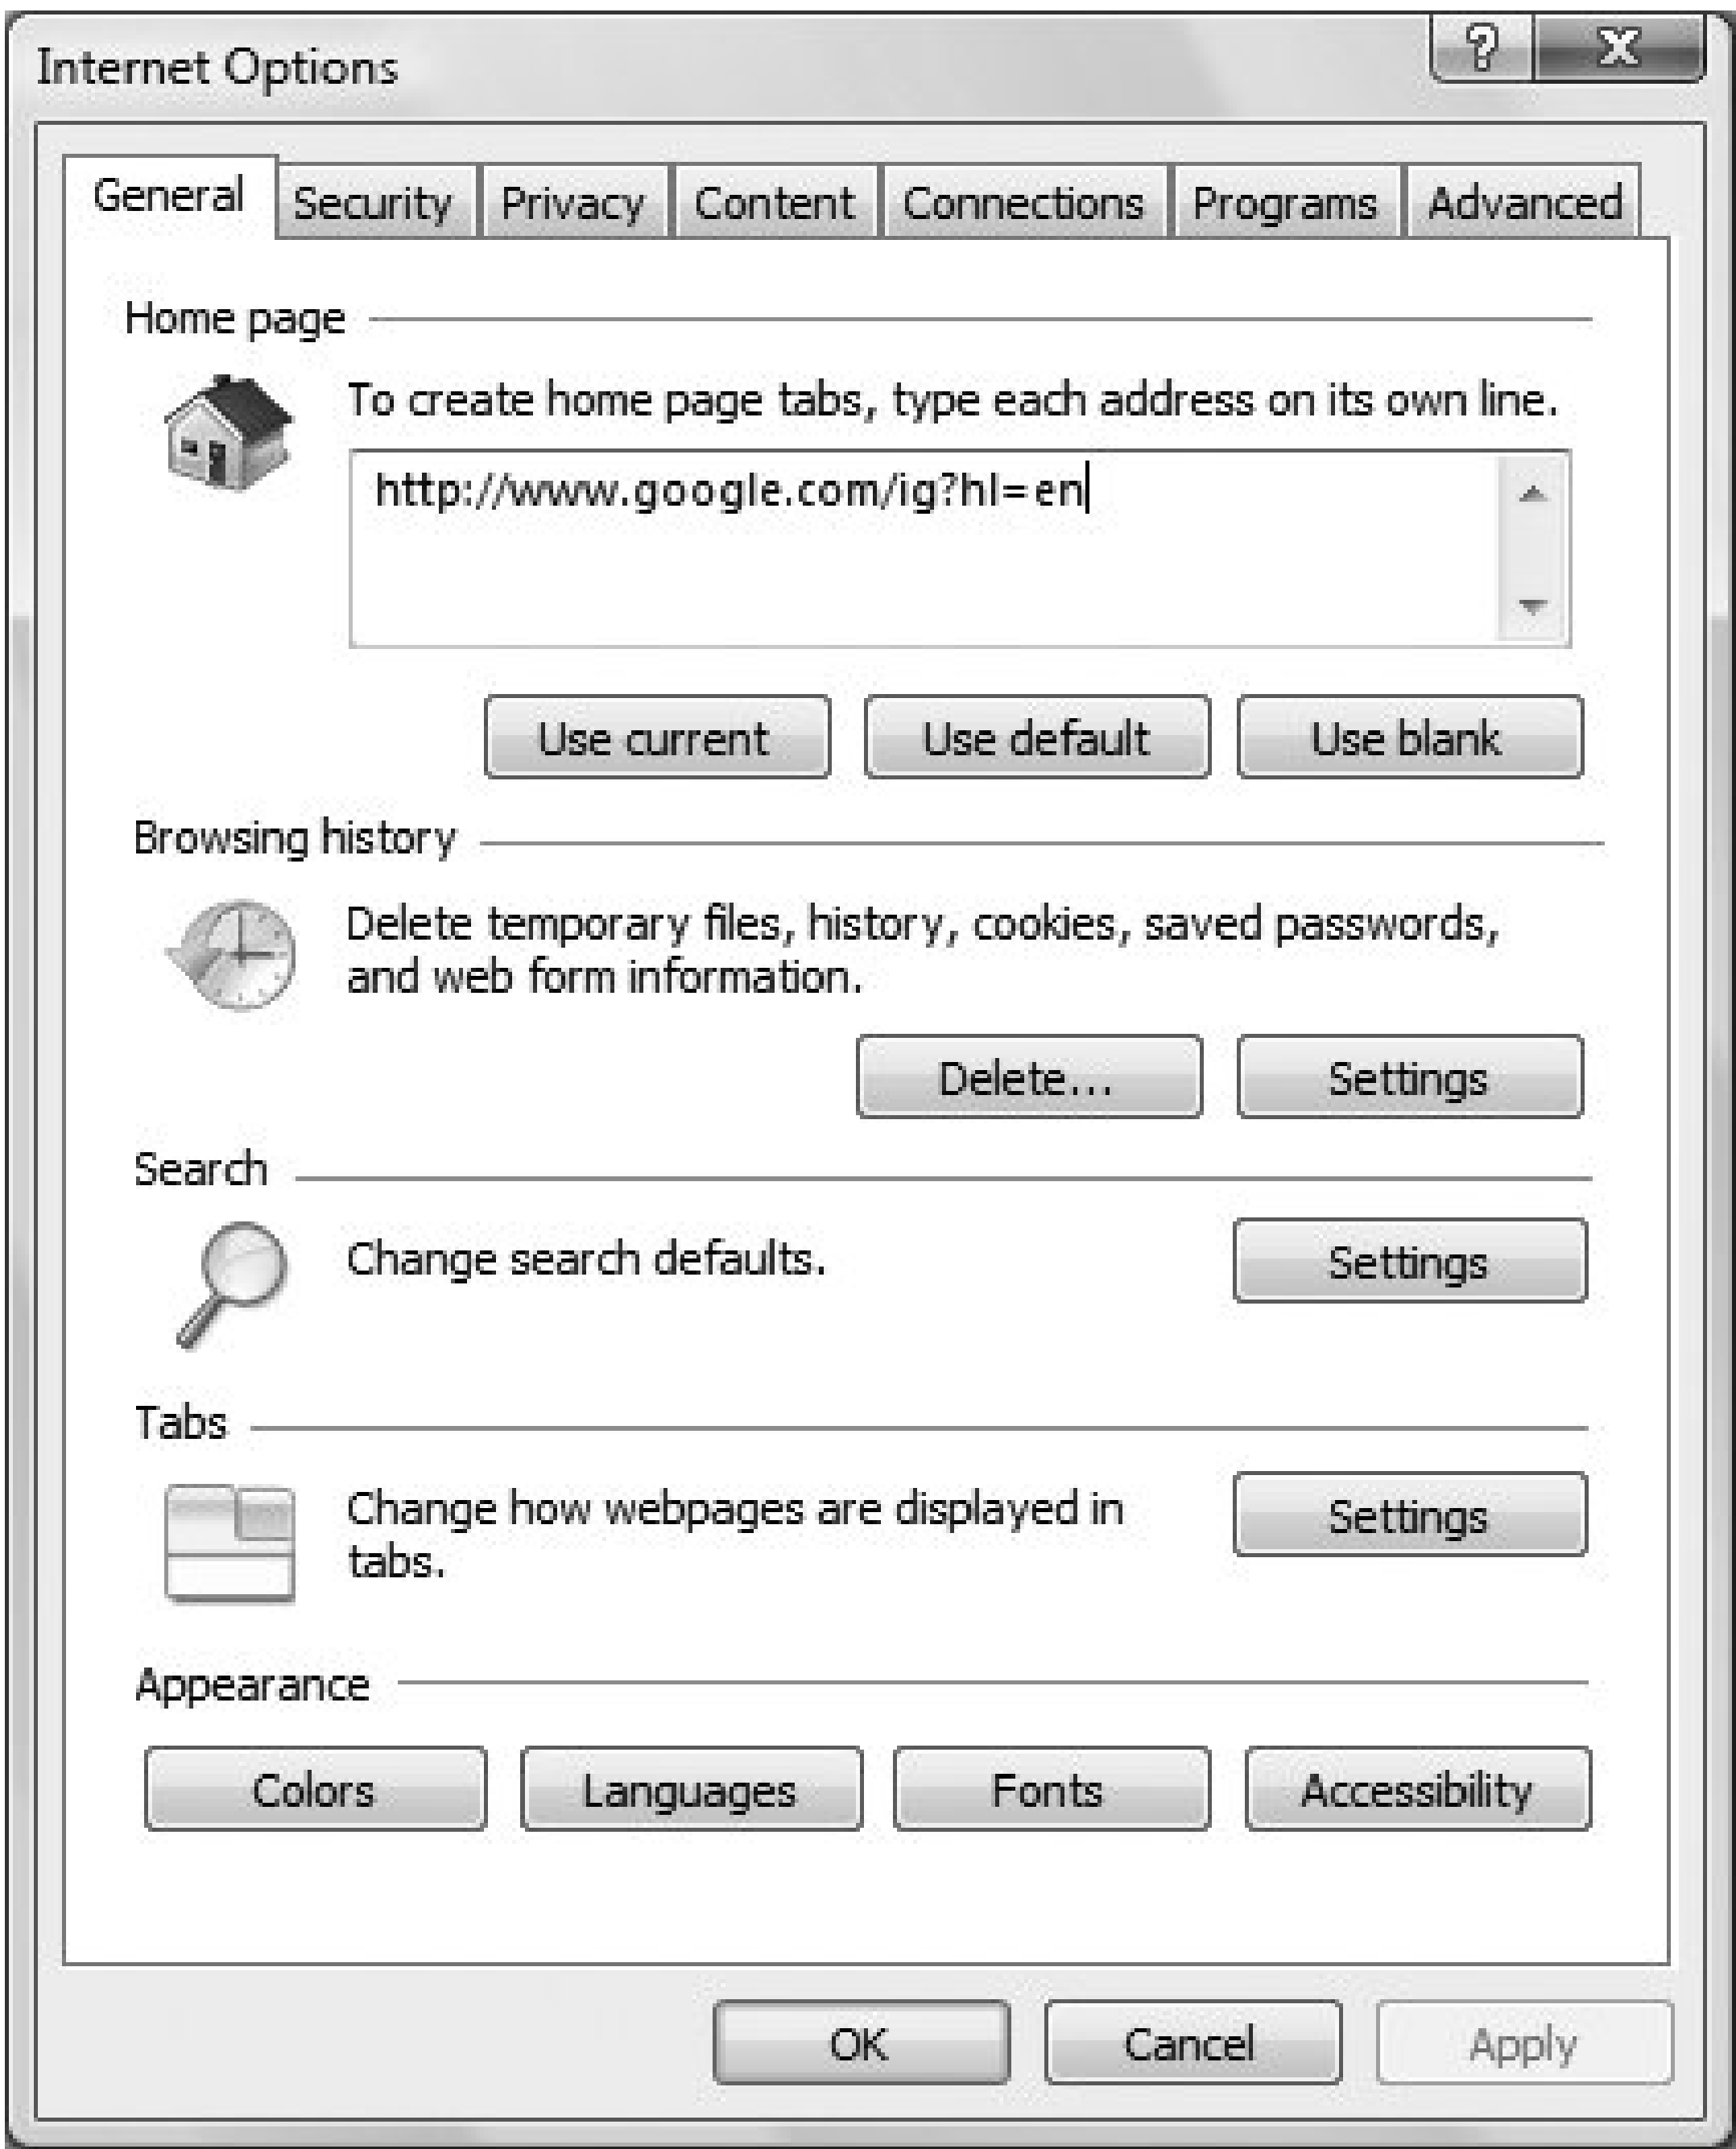 Internet Options
General Security Privacy Content Connections Programs Advanced
Home page
To create home page tabs, type each address on its own line.
http://www.google.com/ig?hl=en
Use current Use default Use blank
Browsing history
Delete temporary files, history, cookies, saved passwords,
and web form information.
Delete... Settings
Search
Change search defaults. Settings
Tabs
Change how webpages are displayed in
tabs.
Settings
Appearance
Colors Languages Fonts Accessibility
OK Cancel Apply